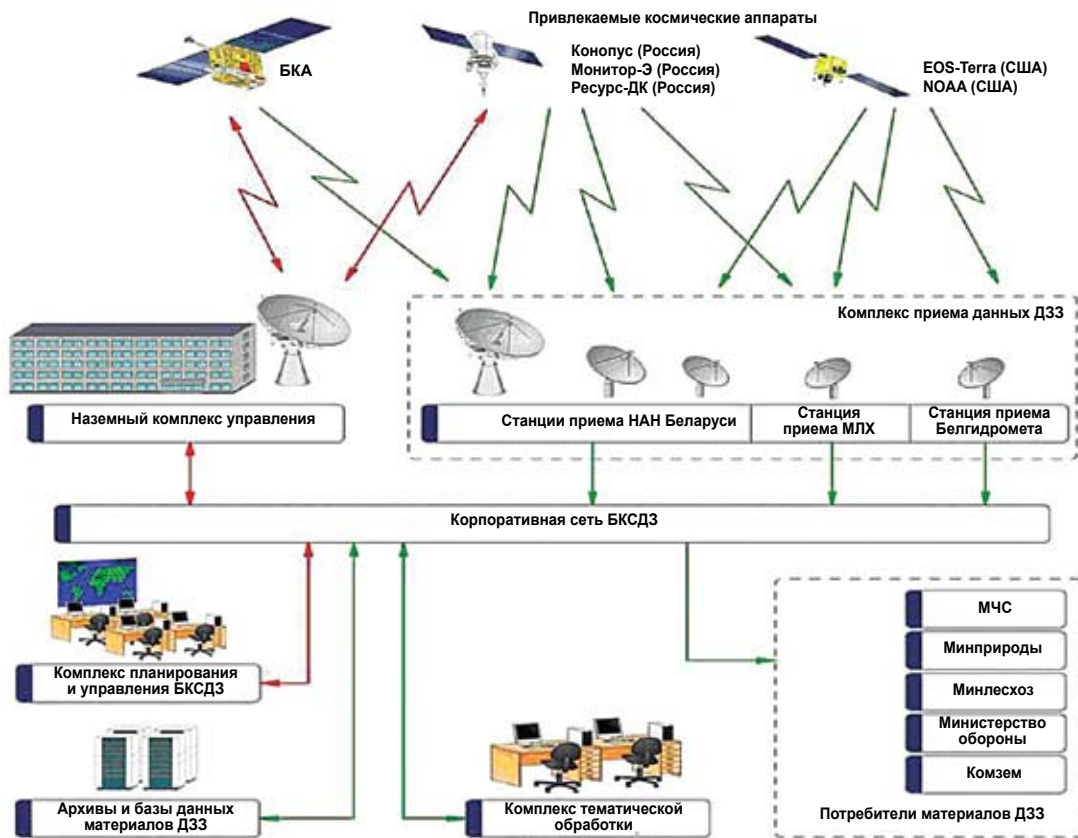 Привлекаемые космические аппараты
БКА
Конопус (Россия)
Монитор-Э (Россия)
Ресурс-ДК (Россия)
EOS-Terra (США)
NOAA (США)
Комплекс приема данных ДЗЗ
Наземный комплекс управления
Станции приема НАН Беларуси
Станция
приема МЛХ
Станция приема
Белгидромета
Корпоративная сеть БКСДЗ
Комплекс планирования
и управления БКСДЗ
Архивы и базы данных
материалов ДЗЗ
Комплекс тематической
обработки
МЧС
Минприроды
Минлесхоз
Министерство
обороны
Комзем
Потребители материалов ДЗЗ